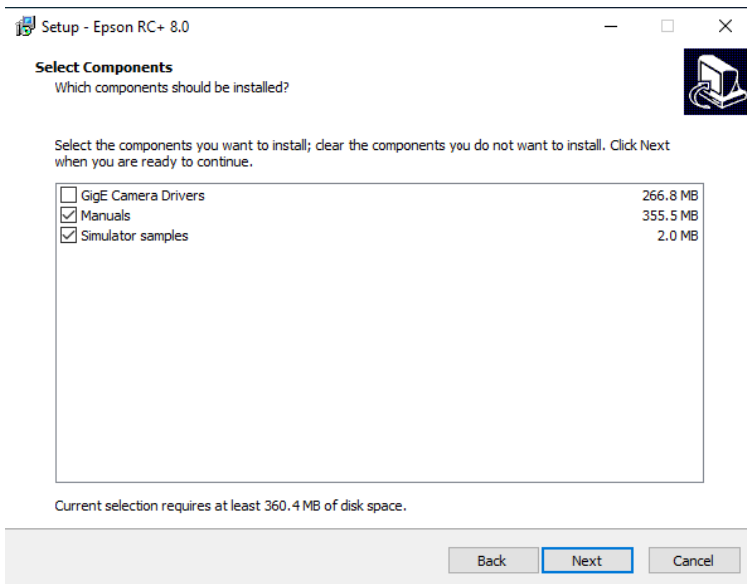 Setup - Epson RC+ 8.0
Select Components
Which components should be installed?
Select the components you want to install; clear the components you do not want to install. Click Next
when you are ready to continue.
GigE Camera Drivers 266.8 MB
Manuals 355.5 MB
Simulator samples 2.0 MB
Current selection requires at least 360.4 MB of disk space.
Back Next Cancel